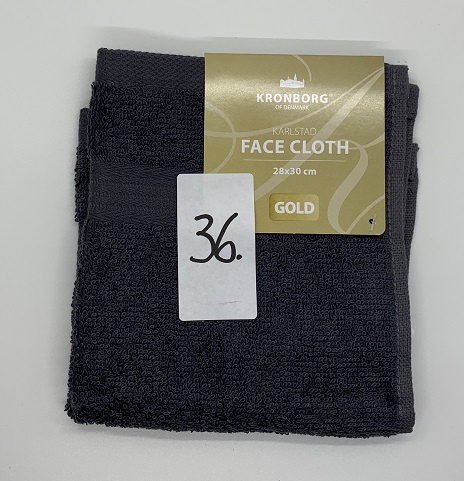 KRONBORG®
OF DENMARK
KARLSTAD
FACE CLOTH
28x30 cm
GOLD
36.